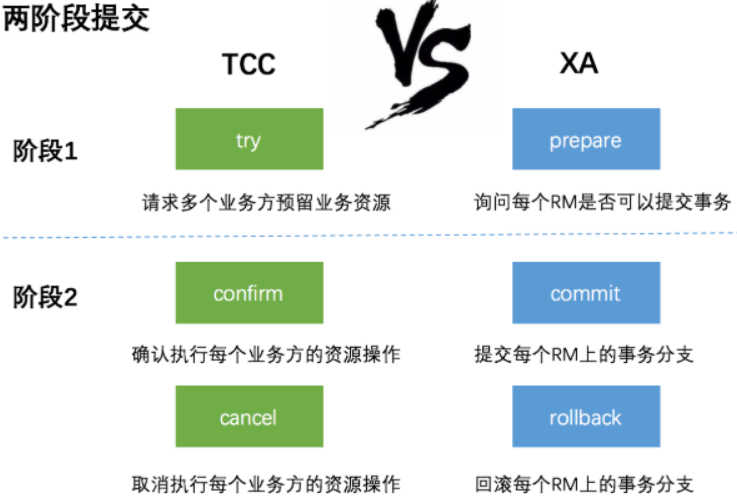 两阶段提交
VS
TCC
XA
阶段1
try
prepare
请求多个业务方预留业务资源
询问每个RM是否可以提交事务
阶段2
confirm
commit
确认执行每个业务方的资源操作
提交每个RM上的事务分支
cancel
rollback
取消执行每个业务方的资源操作
回滚每个RM上的事务分支